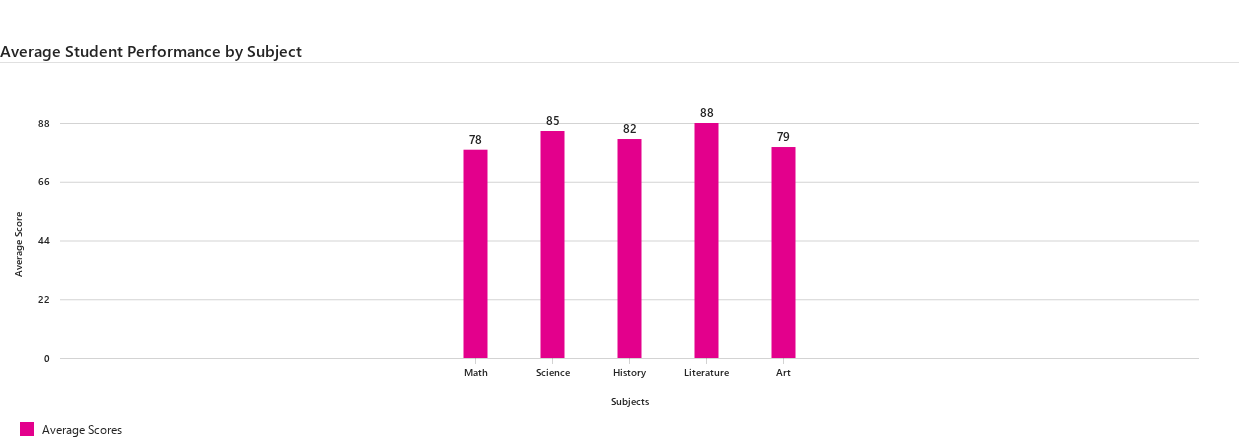 Average Student Performance by Subject
88
66
44
22
0
Average Score
78
85
82
88
79
Math
Science
History
Literature
Art
Subjects
Average Scores